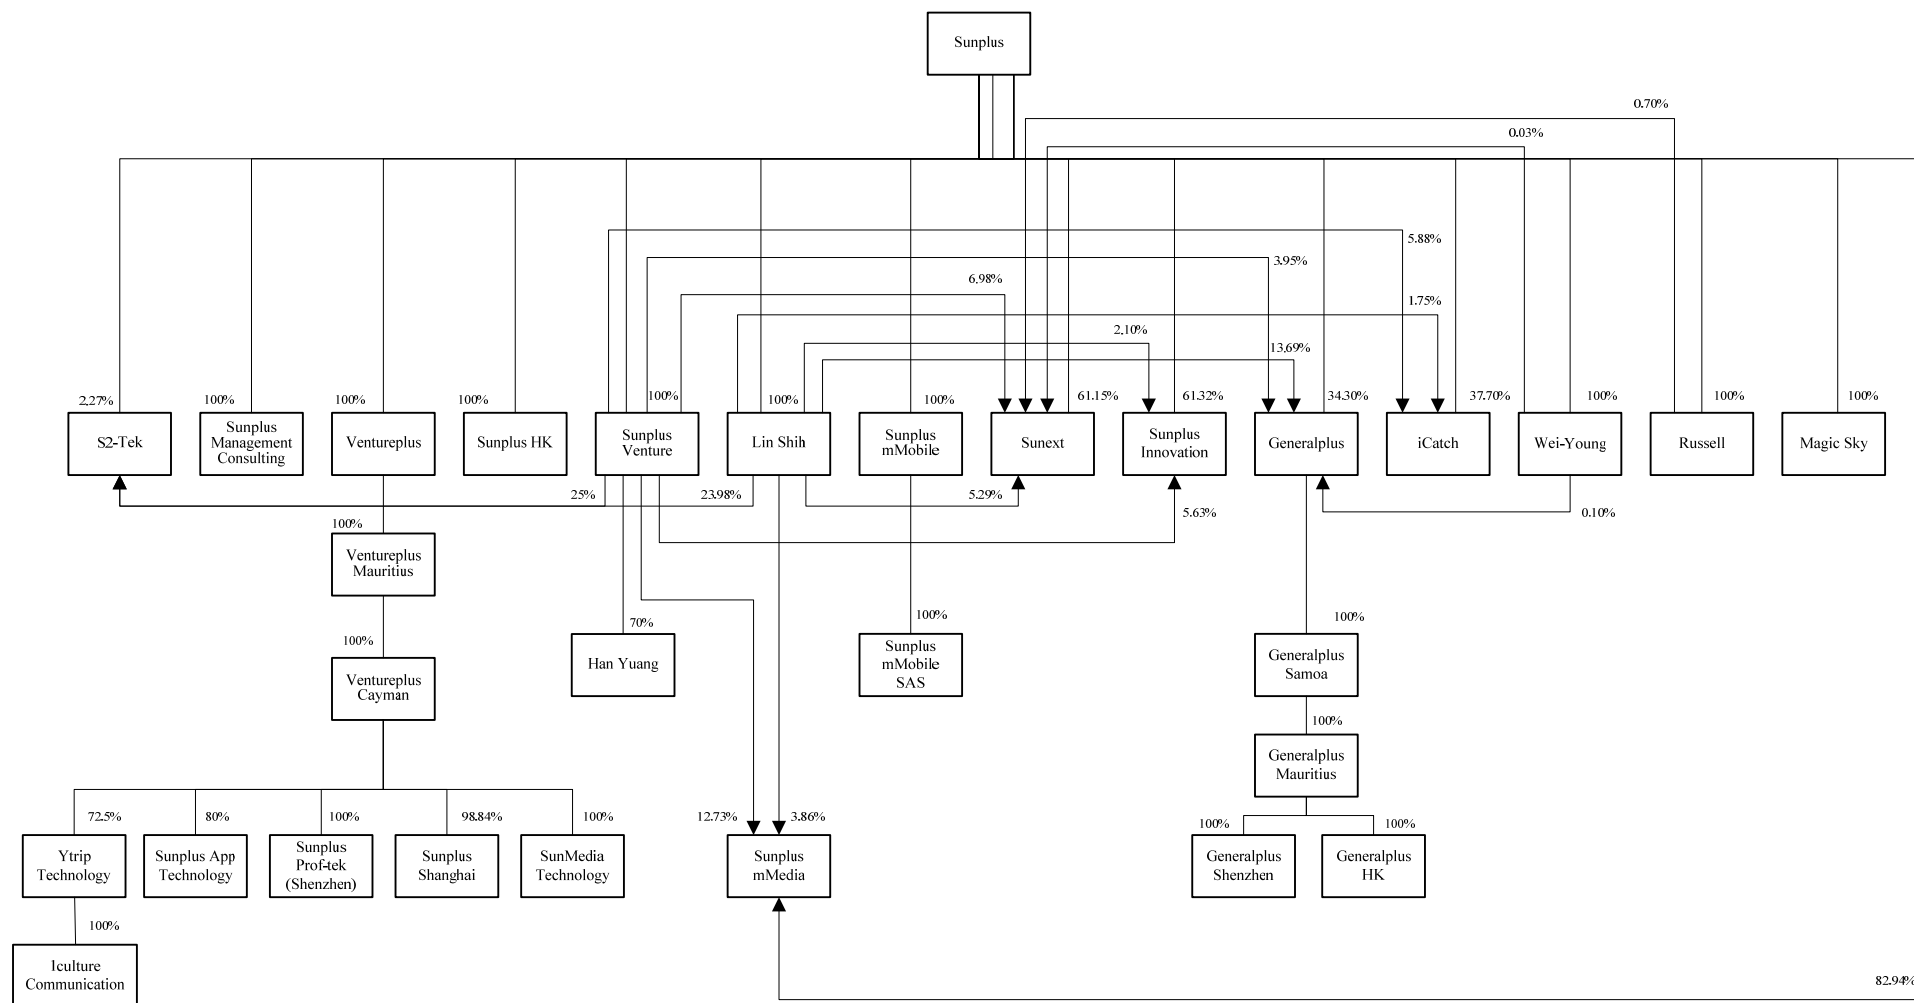 Sunplus
0.70%
0.03%
5.88%
3.95%
6.98%
1.75%
2.10%
13.69%
2.27%
100%
100%
100%
100%
100%
100%
61.15%
61.32%
34.30%
37.70%
100%
100%
100%
S2-Tek
Sunplus
Management
Consulting
Ventureplus
Sunplus HK
Sunplus
Venture
Lin Shih
Sunplus
mMobile
Sunext
Sunplus
Innovation
Generalplus
iCatch
Wei-Young
Russell
Magic Sky
25%
23.98%
5.29%
5.63%
0.10%
100%
Ventureplus
Mauritius
100%
70%
100%
100%
Ventureplus
Cayman
Han Yuang
Sunplus
mMobile
SAS
Generalplus
Samoa
100%
Generalplus
Mauritius
72.5%
80%
100%
98.84%
100%
12.73%
3.86%
100%
100%
Ytrip
Technology
Sunplus App
Technology
Sunplus
Prof-tek
(Shenzhen)
Sunplus
Shanghai
SunMedia
Technology
Sunplus
mMedia
Generalplus
Shenzhen
Generalplus
HK
100%
1culture
Communication
82.94%